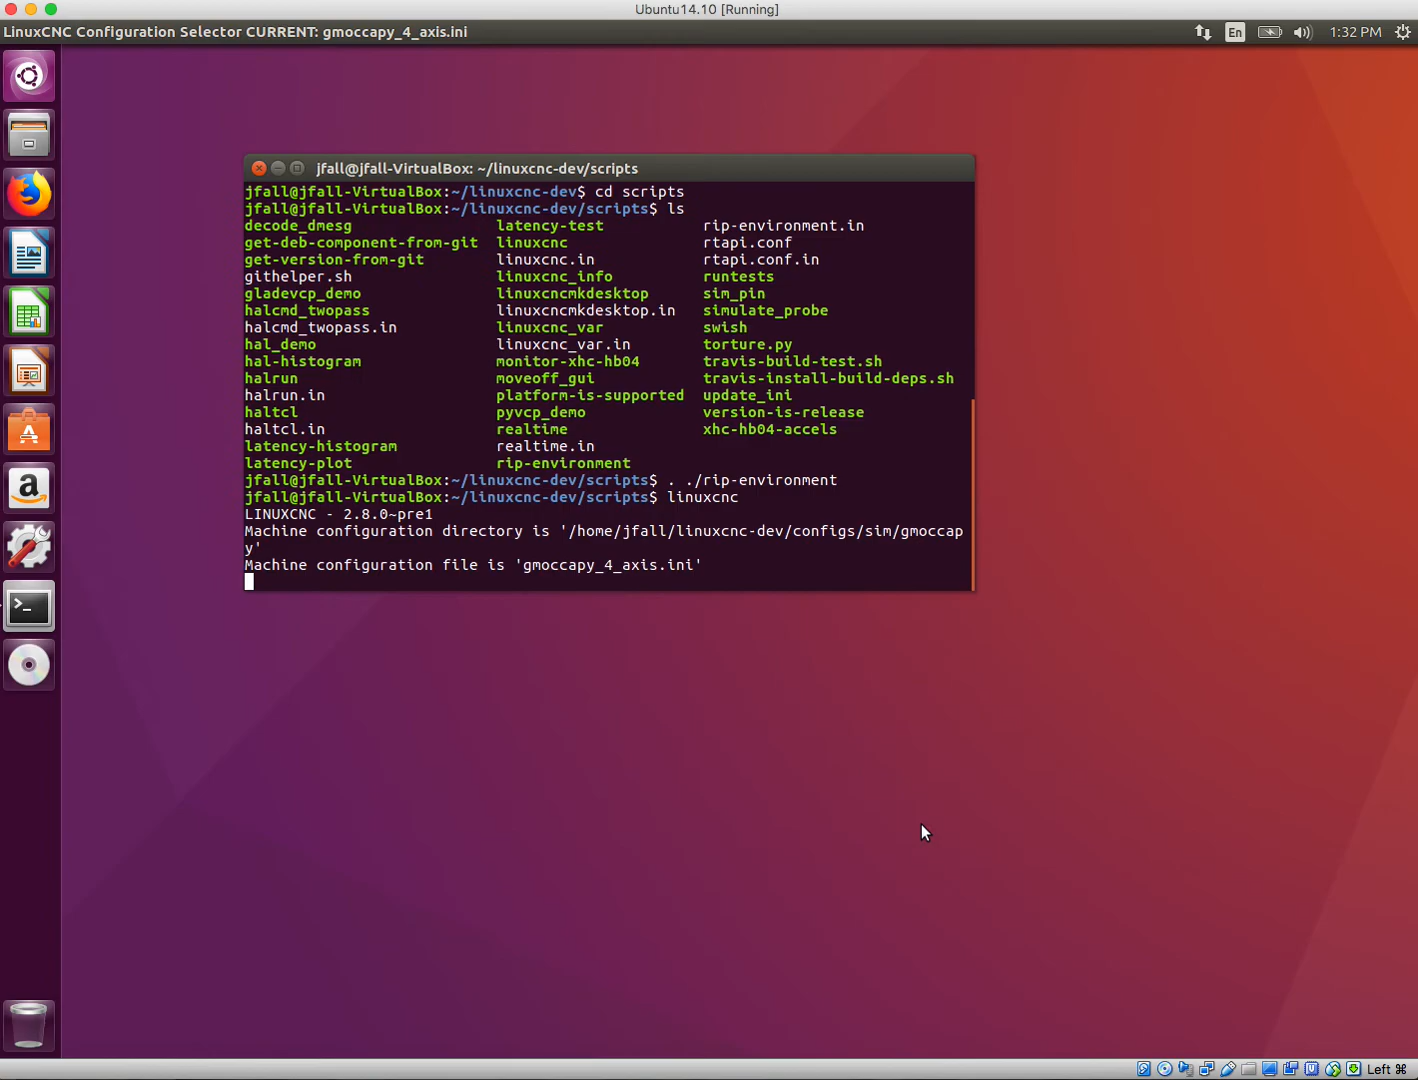 Ubuntu14.10 [Running]
LinuxCNC Configuration Selector CURRENT: gmoccapy_4_axis.ini
En
1:32 PM
jfall@jfall-VirtualBox: ~/linuxcnc-dev/scripts
jfall@jfall-VirtualBox:~/linuxcnc-dev$ cd scripts
jfall@jfall-VirtualBox:~/linuxcnc-dev/scripts$ ls
decode_dmesg latency-test rip-environment.in
get-deb-component-from-git linuxcnc rtapi.conf
get-version-from-git linuxcnc.in rtapi.conf.in
githelper.sh linuxcnc_info runtests
gladevcp_demo linuxcncmkdesktop sim_pin
halcmd_twopass linuxcncmkdesktop.in simulate_probe
halcmd_twopass.in linuxcnc_var swish
hal_demo linuxcnc_var.in torture.py
hal-histogram monitor-xhc-hb04 travis-build-test.sh
halrun moveoff_gui travis-install-build-deps.sh
halrun.in platform-is-supported update_ini
haltcl pyvcp_demo version-is-release
haltcl.in realtime xhc-hb04-accels
latency-histogram realtime.in
latency-plot rip-environment
jfall@jfall-VirtualBox:~/linuxcnc-dev/scripts$ . ./rip-environment
jfall@jfall-VirtualBox:~/linuxcnc-dev/scripts$ linuxcnc
LINUXCNC - 2.8.0~pre1
Machine configuration directory is '/home/jfall/linuxcnc-dev/configs/sim/gmoccap
y'
Machine configuration file is 'gmoccapy_4_axis.ini'
Left ⌘